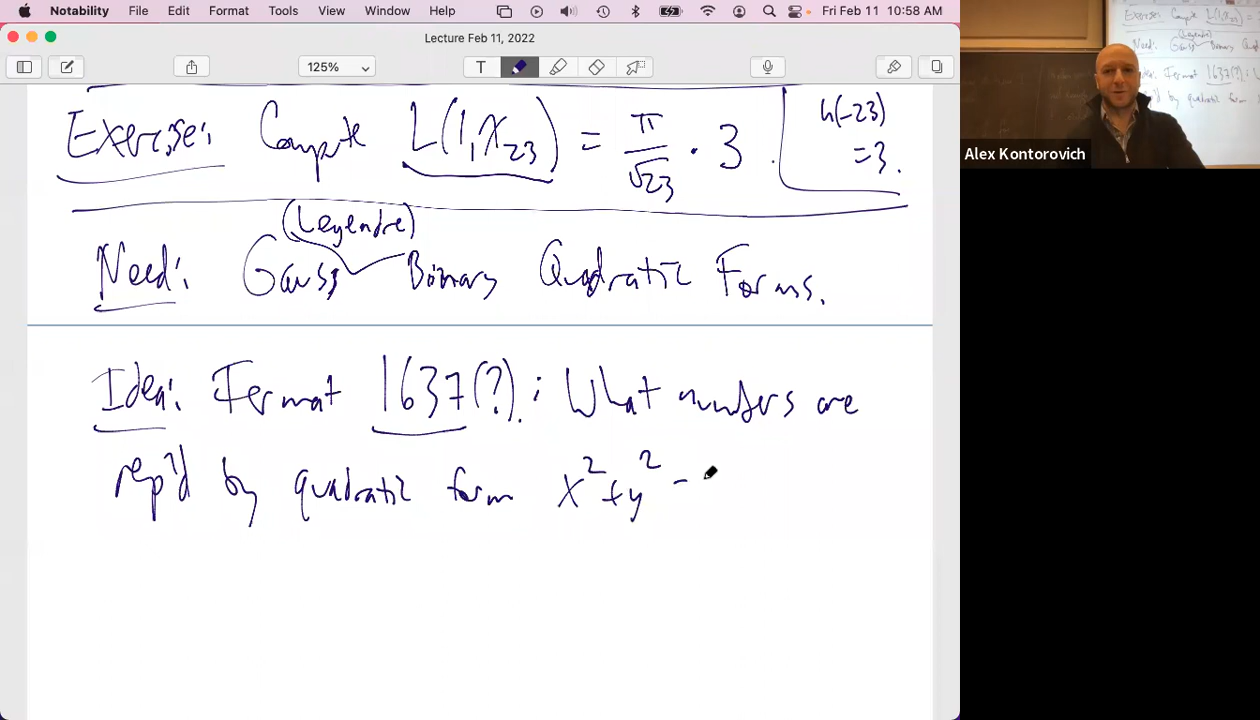 Notability File Edit Format Tools View Window Help Fri Feb 11 10:58 AM
Lecture Feb 11, 2022
125% T
Exercise: Compute L(1, χ₂₃) = π/√23 · 3.
h(-23)
=3.
(Legendre)
Need: Gauss Binary Quadratic Forms.
Idea: Fermat 1637(?). ; What numbers are
rep'd by quadratic form x² + y² -
Alex Kontorovich